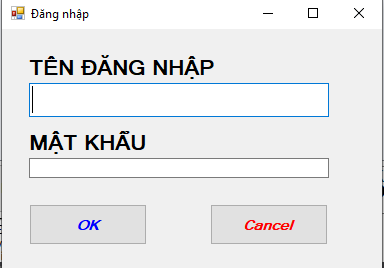 Đăng nhập
TÊN ĐĂNG NHẬP
MẬT KHẨU
OK
Cancel